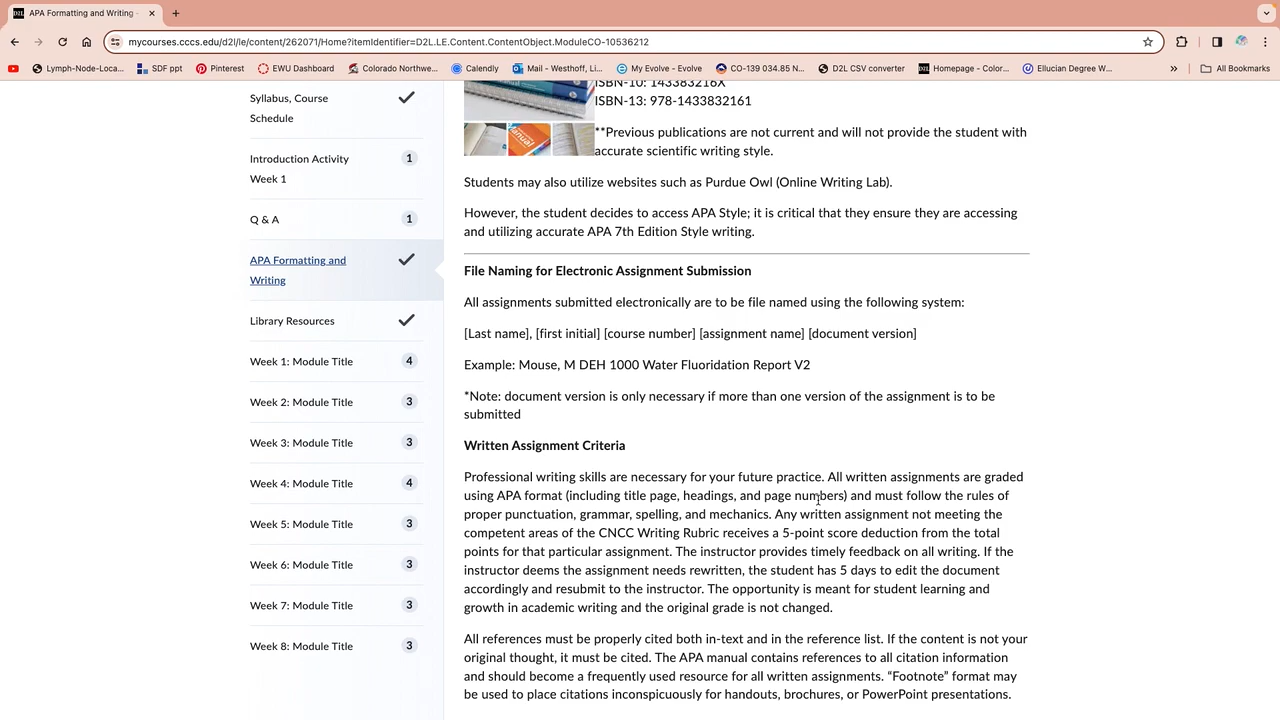 APA Formatting and Writing -
mycourses.cccs.edu/d2l/le/content/262071/Home?itemIdentifier=D2L.LE.Content.ContentObject.ModuleCO-10536212
Lymph-Node-Loca...
SDF ppt
Pinterest
EWU Dashboard
Colorado Northwe...
Calendly
Mail - Westhoff, Li...
My Evolve - Evolve
CO-139 034.85 N...
D2L CSV converter
Homepage - Color...
Ellucian Degree W...
All Bookmarks
Syllabus, Course
Schedule
Introduction Activity
Week 1
1
Q & A
1
APA Formatting and
Writing
Library Resources
Week 1: Module Title
4
Week 2: Module Title
3
Week 3: Module Title
3
Week 4: Module Title
4
Week 5: Module Title
3
Week 6: Module Title
3
Week 7: Module Title
3
Week 8: Module Title
3
ISBN-10: 143383216X
ISBN-13: 978-1433832161
**Previous publications are not current and will not provide the student with
accurate scientific writing style.
Students may also utilize websites such as Purdue Owl (Online Writing Lab).
However, the student decides to access APA Style; it is critical that they ensure they are accessing
and utilizing accurate APA 7th Edition Style writing.
File Naming for Electronic Assignment Submission
All assignments submitted electronically are to be file named using the following system:
[Last name], [first initial] [course number] [assignment name] [document version]
Example: Mouse, M DEH 1000 Water Fluoridation Report V2
*Note: document version is only necessary if more than one version of the assignment is to be
submitted
Written Assignment Criteria
Professional writing skills are necessary for your future practice. All written assignments are graded
using APA format (including title page, headings, and page numbers) and must follow the rules of
proper punctuation, grammar, spelling, and mechanics. Any written assignment not meeting the
competent areas of the CNCC Writing Rubric receives a 5-point score deduction from the total
points for that particular assignment. The instructor provides timely feedback on all writing. If the
instructor deems the assignment needs rewritten, the student has 5 days to edit the document
accordingly and resubmit to the instructor. The opportunity is meant for student learning and
growth in academic writing and the original grade is not changed.
All references must be properly cited both in-text and in the reference list. If the content is not your
original thought, it must be cited. The APA manual contains references to all citation information
and should become a frequently used resource for all written assignments. “Footnote” format may
be used to place citations inconspicuously for handouts, brochures, or PowerPoint presentations.